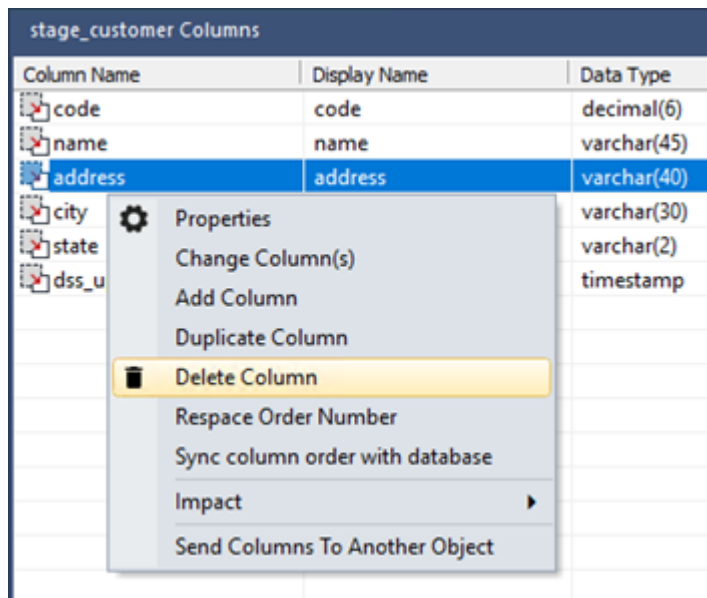 stage_customer Columns
Column Name Display Name Data Type
code code decimal(6)
name name varchar(45)
address address varchar(40)
city varchar(30)
state varchar(2)
dss_u timestamp
Properties
Change Column(s)
Add Column
Duplicate Column
Delete Column
Respace Order Number
Sync column order with database
Impact
Send Columns To Another Object